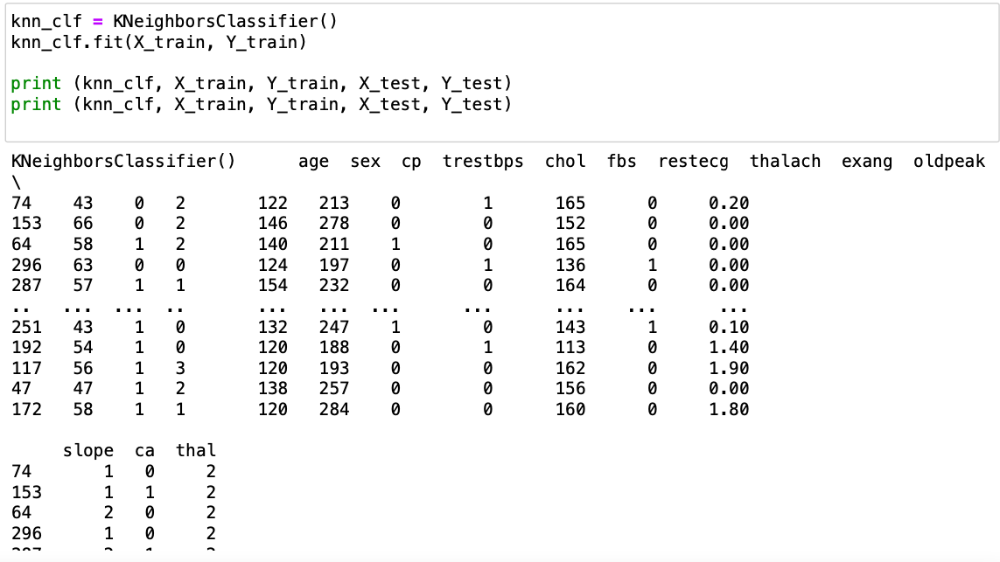 knn_clf = KNeighborsClassifier()
knn_clf.fit(X_train, Y_train)
print (knn_clf, X_train, Y_train, X_test, Y_test)
print (knn_clf, X_train, Y_train, X_test, Y_test)
KNeighborsClassifier()      age  sex  cp  trestbps  chol  fbs  restecg  thalach  exang  oldpeak
\
74    43    0   2       122   213    0        1      165      0     0.20
153   66    0   2       146   278    0        0      152      0     0.00
64    58    1   2       140   211    1        0      165      0     0.00
296   63    0   0       124   197    0        1      136      1     0.00
287   57    1   1       154   232    0        0      164      0     0.00
..   ...  ...  ..       ...   ...  ...      ...      ...    ...      ...
251   43    1   0       132   247    1        0      143      1     0.10
192   54    1   0       120   188    0        1      113      0     1.40
117   56    1   3       120   193    0        0      162      0     1.90
47    47    1   2       138   257    0        0      156      0     0.00
172   58    1   1       120   284    0        0      160      0     1.80
slope  ca  thal
74       1   0     2
153      1   1     2
64       2   0     2
296      1   0     2